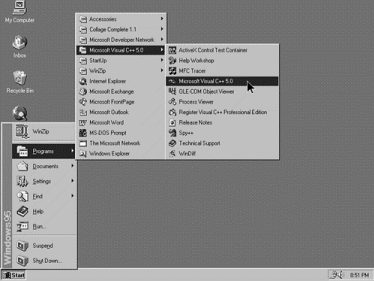 My Computer
Inbox
Recycle Bin
WinZip
Programs
Documents
Settings
Find
Help
Run...
Suspend
Shut Down...
Windows95
Accessories
Collage Complete 1.1
Microsoft Developer Network
Microsoft Visual C++ 5.0
StartUp
WinZip
Internet Explorer
Microsoft Exchange
Microsoft FrontPage
Microsoft Outlook
Microsoft Word
MS-DOS Prompt
The Microsoft Network
Windows Explorer
ActiveX Control Test Container
Help Workshop
MFC Tracer
Microsoft Visual C++ 5.0
OLE-COM Object Viewer
Process Viewer
Register Visual C++ Professional Edition
Release Notes
Spy++
Technical Support
WinDiff
Start
8:51 PM